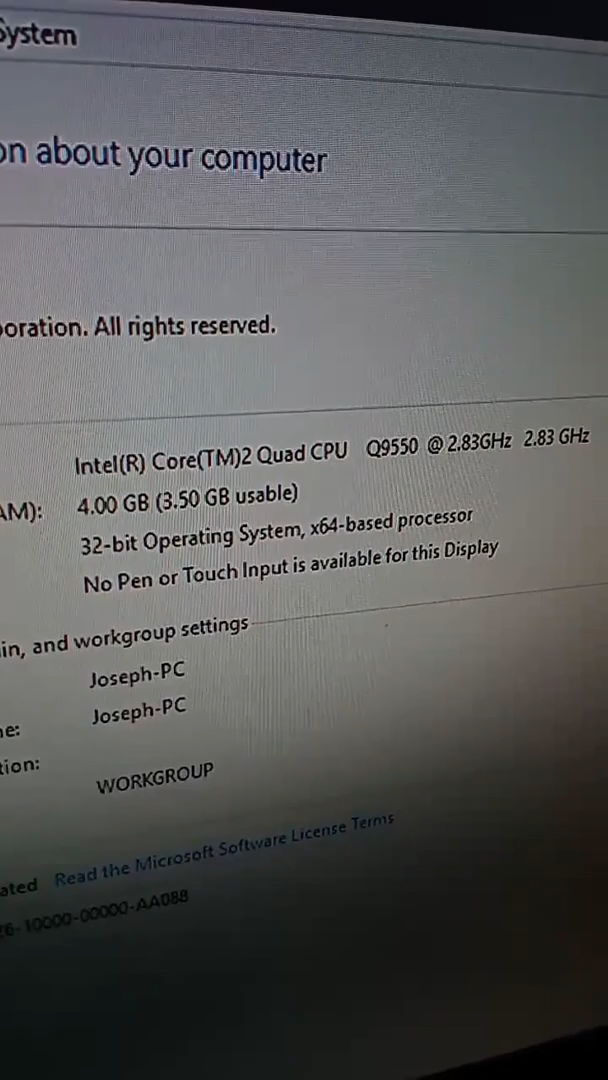 System
on about your computer
oration. All rights reserved.
Intel(R) Core(TM)2 Quad CPU Q9550 @ 2.83GHz 2.83 GHz
AM): 4.00 GB (3.50 GB usable)
32-bit Operating System, x64-based processor
No Pen or Touch Input is available for this Display
in, and workgroup settings
Joseph-PC
ne: Joseph-PC
tion:
WORKGROUP
ated Read the Microsoft Software License Terms
26-10000-00000-AA088